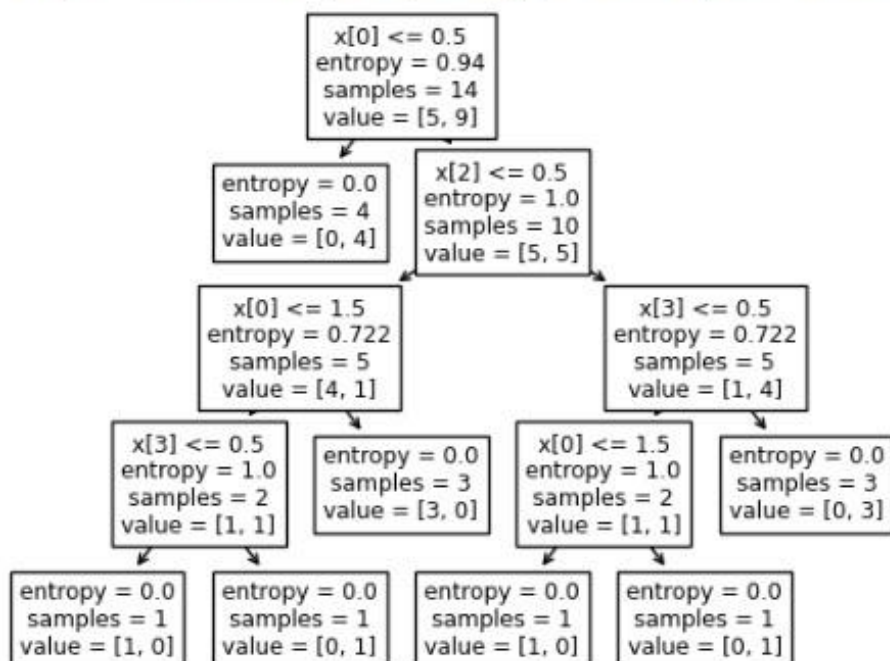 x[0] <= 0.5
entropy = 0.94
samples = 14
value = [5, 9]
entropy = 0.0
samples = 4
value = [0, 4]
x[2] <= 0.5
entropy = 1.0
samples = 10
value = [5, 5]
x[0] <= 1.5
entropy = 0.722
samples = 5
value = [4, 1]
x[3] <= 0.5
entropy = 0.722
samples = 5
value = [1, 4]
x[3] <= 0.5
entropy = 1.0
samples = 2
value = [1, 1]
entropy = 0.0
samples = 3
value = [3, 0]
x[0] <= 1.5
entropy = 1.0
samples = 2
value = [1, 1]
entropy = 0.0
samples = 3
value = [0, 3]
entropy = 0.0
samples = 1
value = [1, 0]
entropy = 0.0
samples = 1
value = [0, 1]
entropy = 0.0
samples = 1
value = [1, 0]
entropy = 0.0
samples = 1
value = [0, 1]